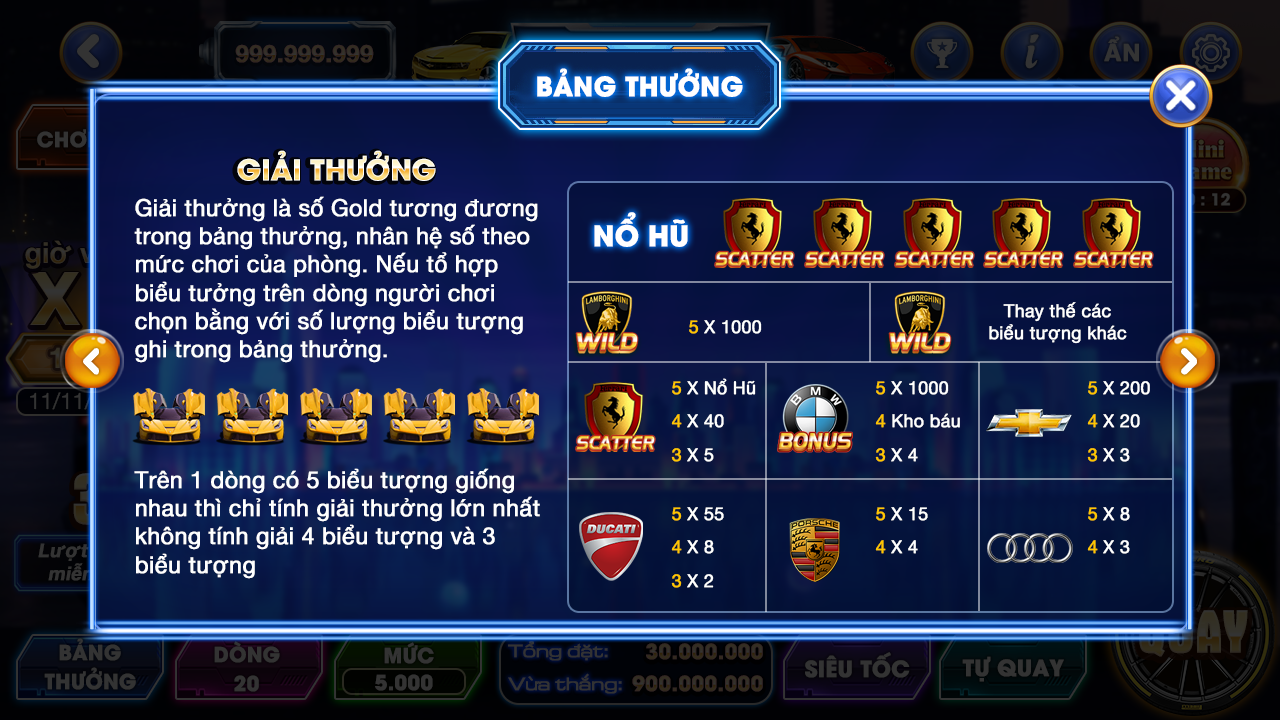 999.999.999
BẢNG THƯỞNG
ẨN
GIẢI THƯỞNG
Giải thưởng là số Gold tương đương
trong bảng thưởng, nhân hệ số theo
mức chơi của phòng. Nếu tổ hợp
biểu tưởng trên dòng người chơi
chọn bằng với số lượng biểu tượng
ghi trong bảng thưởng.
Trên 1 dòng có 5 biểu tượng giống
nhau thì chỉ tính giải thưởng lớn nhất
không tính giải 4 biểu tượng và 3
biểu tượng
NỔ HŨ
SCATTER SCATTER SCATTER SCATTER SCATTER
LAMBORGHINI
WILD
5 X 1000
LAMBORGHINI
WILD
Thay thế các
biểu tượng khác
SCATTER
5 X Nổ Hũ
4 X 40
3 X 5
BMW
BONUS
5 X 1000
4 Kho báu
3 X 4
5 X 200
4 X 20
3 X 3
DUCATI
5 X 55
4 X 8
3 X 2
PORSCHE
5 X 15
4 X 4
5 X 8
4 X 3
CHƠ
giờ v
X
11/11/
Lượt
miễn
: 12
BẢNG
THƯỞNG
DÒNG
20
MỨC
5.000
Tổng đặt: 30.000.000
Vừa thắng: 900.000.000
SIÊU TỐC
TỰ QUAY
QUAY